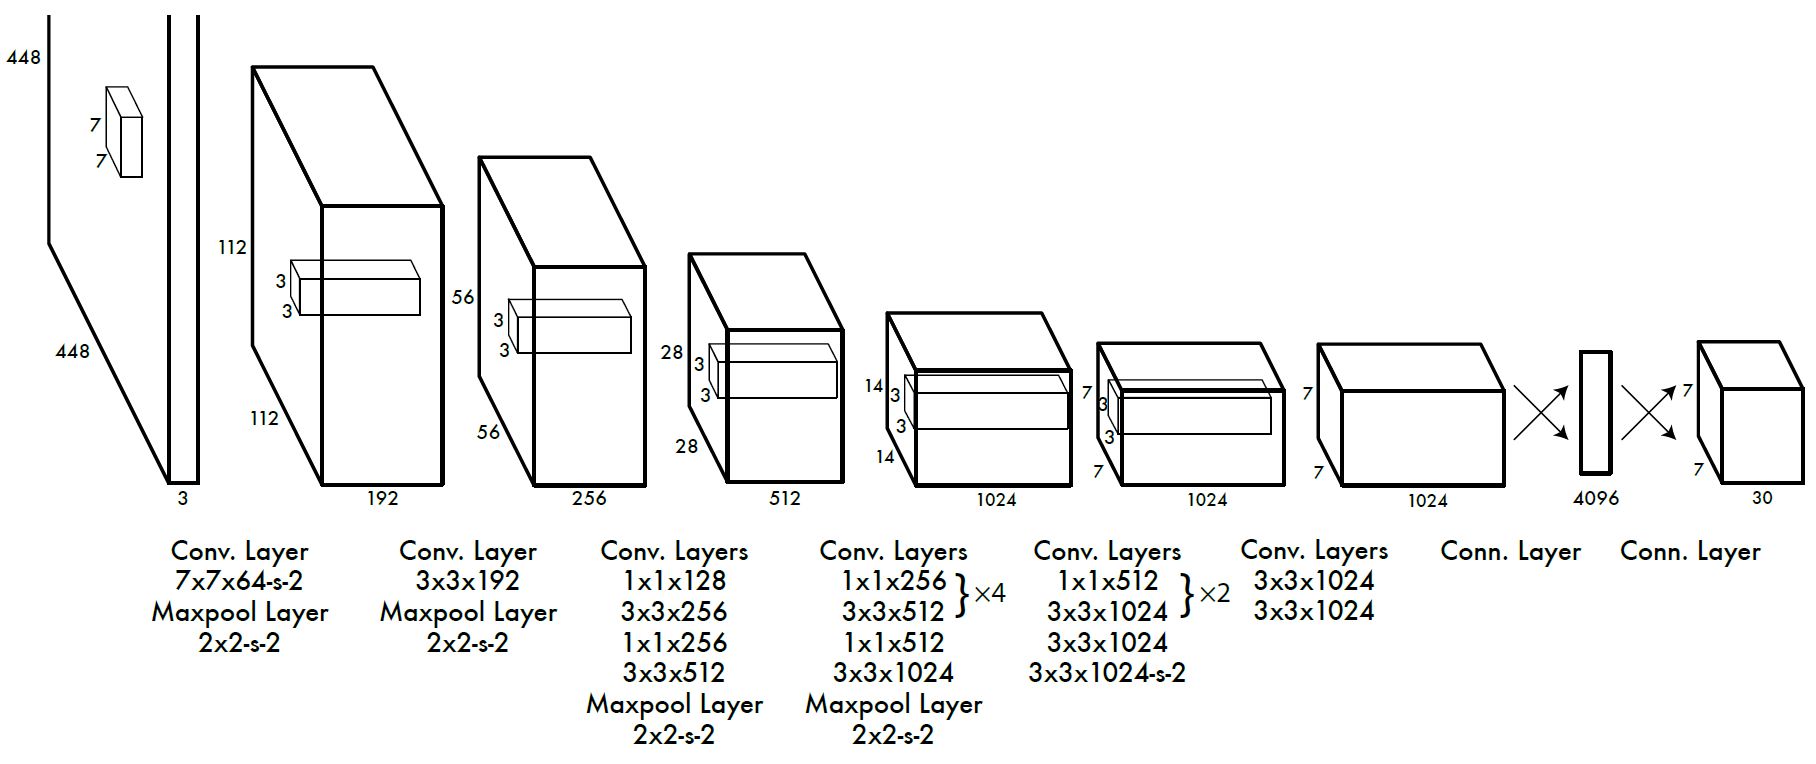 448
7
7
448
3
112
3
3
112
192
56
3
3
56
256
28
3
3
28
512
14
3
3
14
1024
7
3
3
7
1024
7
7
1024
4096
7
7
30
Conv. Layer
7x7x64-s-2
Maxpool Layer
2x2-s-2
Conv. Layer
3x3x192
Maxpool Layer
2x2-s-2
Conv. Layers
1x1x128
3x3x256
1x1x256
3x3x512
Maxpool Layer
2x2-s-2
Conv. Layers
1x1x256
3x3x512
} ×4
1x1x512
3x3x1024
Maxpool Layer
2x2-s-2
Conv. Layers
1x1x512
3x3x1024
} ×2
3x3x1024
3x3x1024-s-2
Conv. Layers
3x3x1024
3x3x1024
Conn. Layer
Conn. Layer